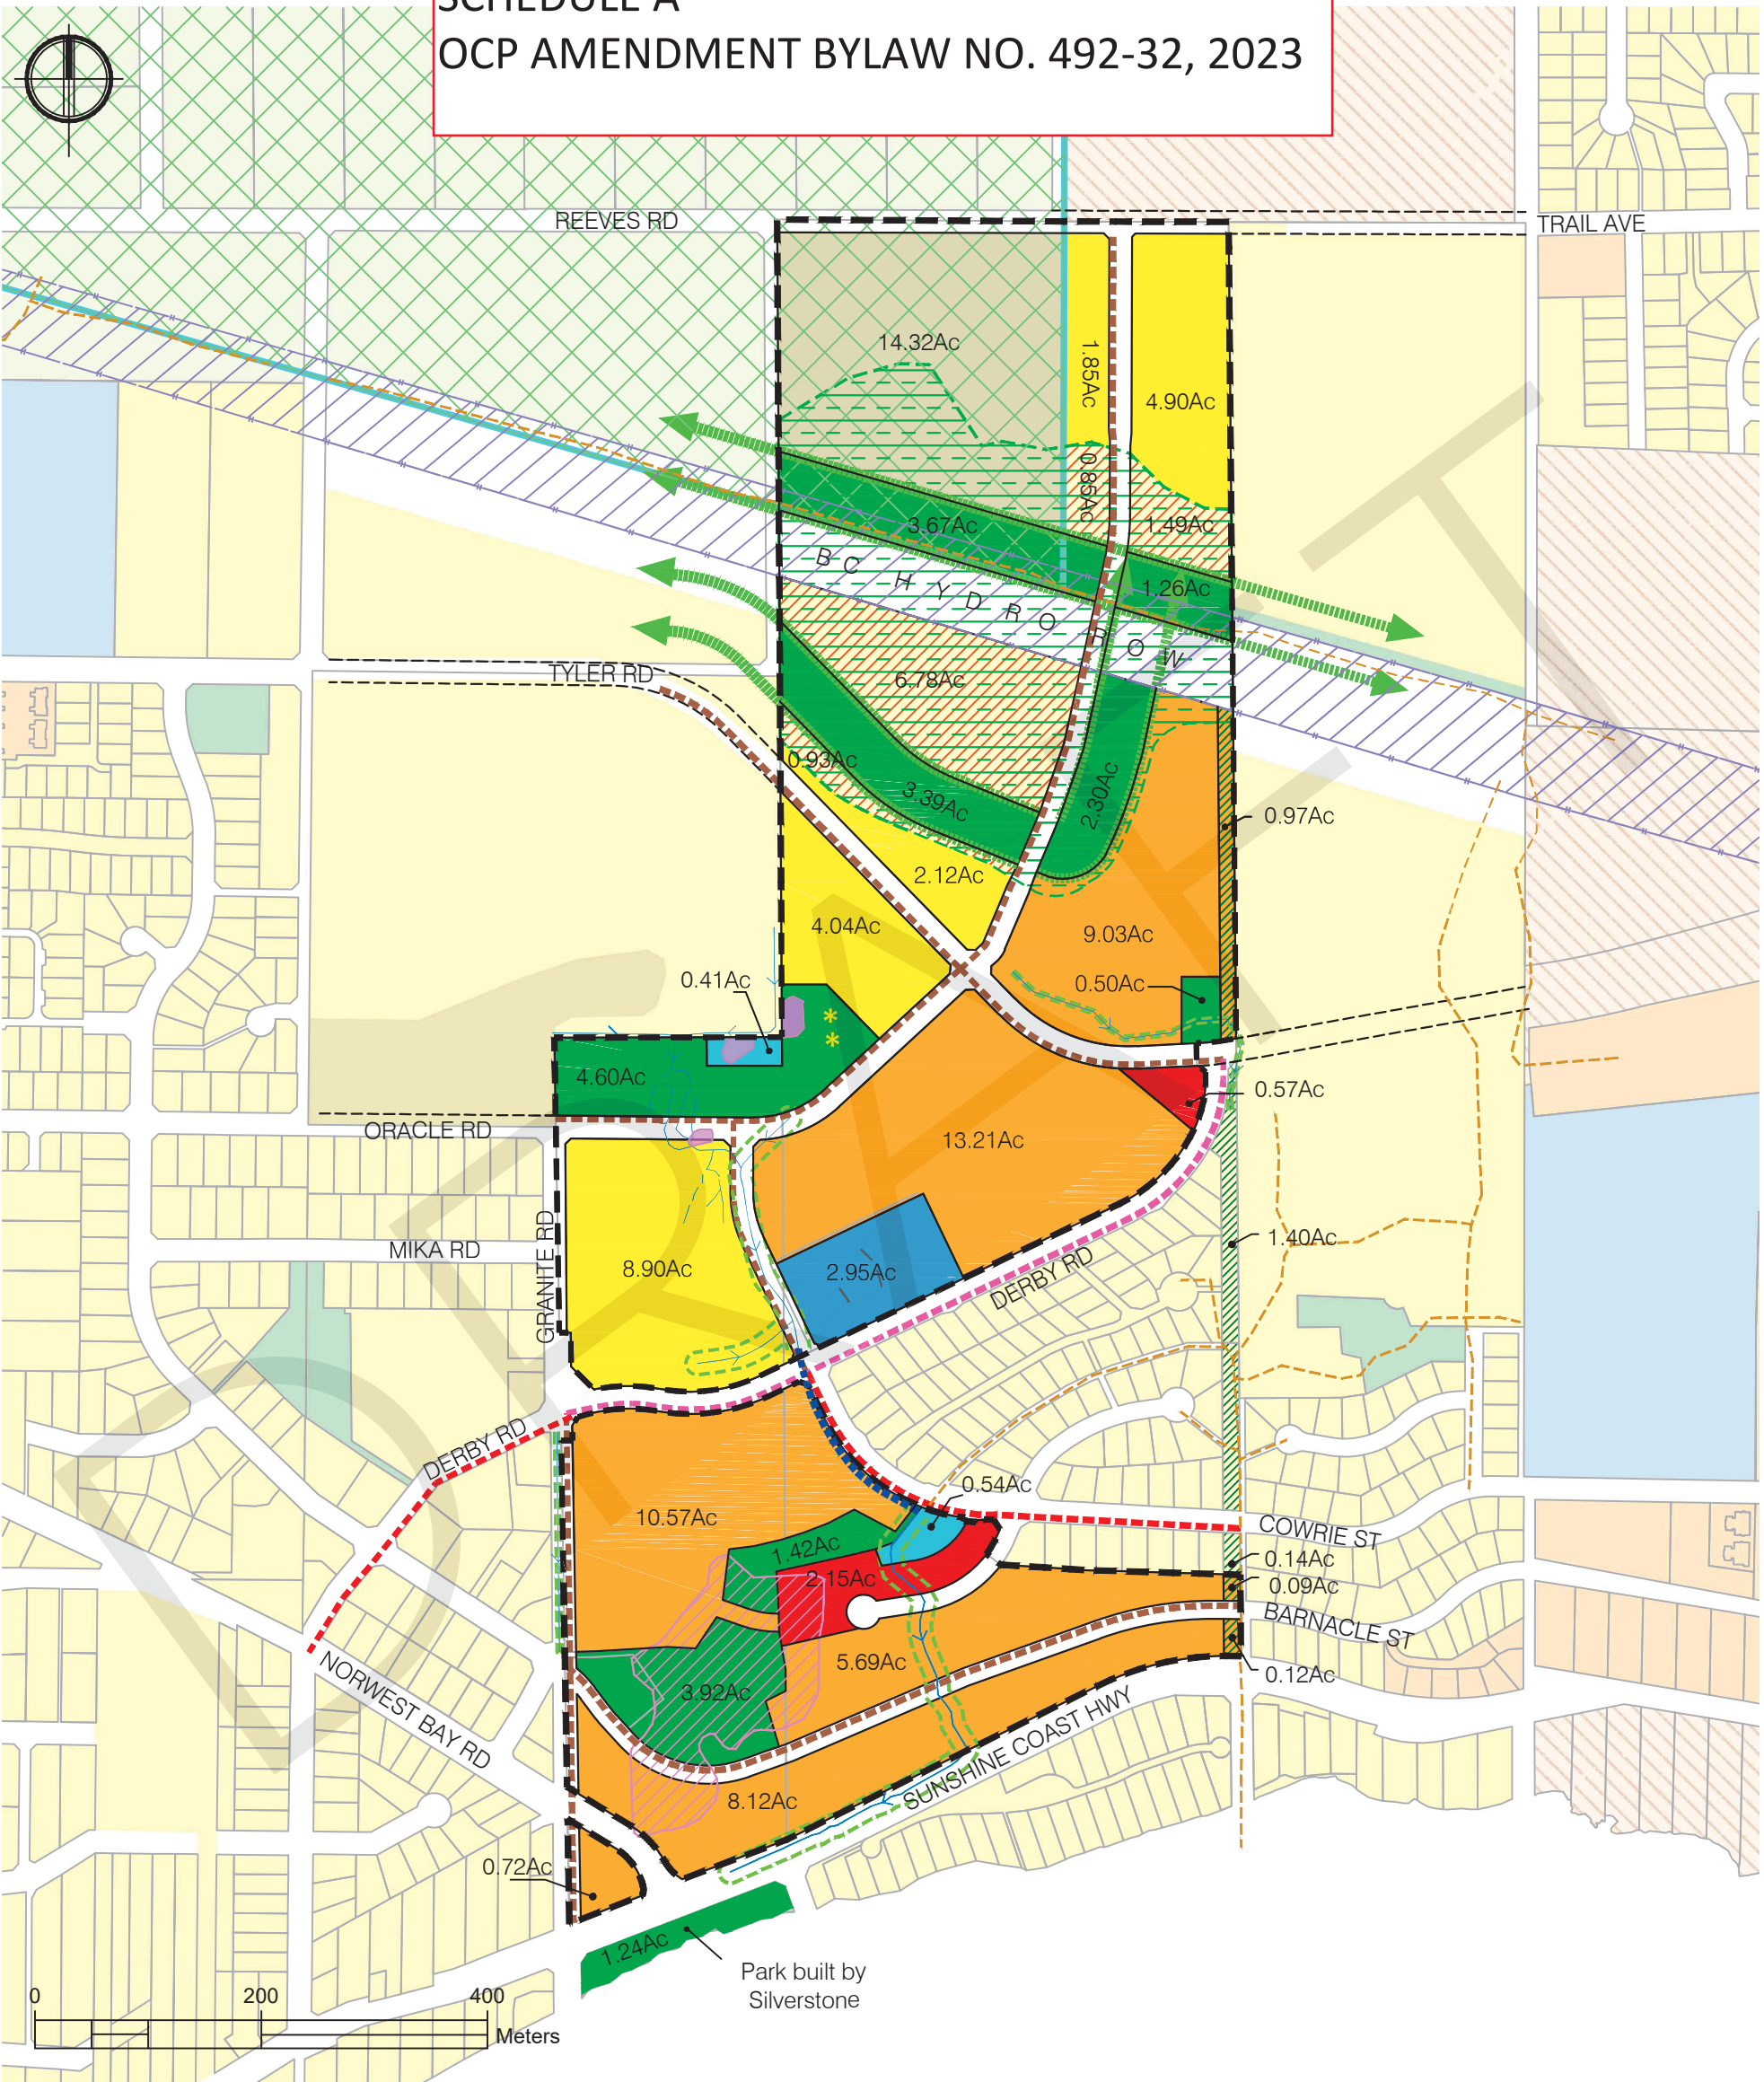 SCHEDULE A
OCP AMENDMENT BYLAW NO. 492-32, 2023
REEVES RD
TRAIL AVE
14.32Ac
1.85Ac
4.90Ac
0.85Ac
3.67Ac
1.49Ac
BC HYDRO ROW
1.26Ac
TYLER RD
6.78Ac
0.93Ac
3.39Ac
2.30Ac
0.97Ac
2.12Ac
4.04Ac
9.03Ac
0.41Ac
0.50Ac
4.60Ac
0.57Ac
ORACLE RD
13.21Ac
MIKA RD
GRANITE RD
8.90Ac
2.95Ac
1.40Ac
DERBY RD
DERBY RD
0.54Ac
10.57Ac
COWRIE ST
1.42Ac
0.14Ac
2.15Ac
0.09Ac
BARNACLE ST
5.69Ac
0.12Ac
3.92Ac
NORWEST BAY RD
SUNSHINE COAST HWY
8.12Ac
0.72Ac
1.24Ac
Park built by
Silverstone
0 200 400
Meters
DRAFT